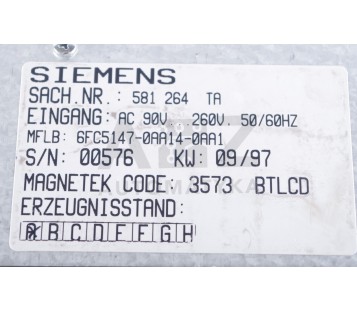 SIEMENS
SACH.NR.: 581 264 TA
EINGANG: AC 90V... 260V. 50/60HZ
MFLB: 6FC5147-0AA14-0AA1
S/N: 00576 KW: 09/97
MAGNETEK CODE: 3573 BTLCD
ERZEUGNISSTAND:
A B C D E F G H